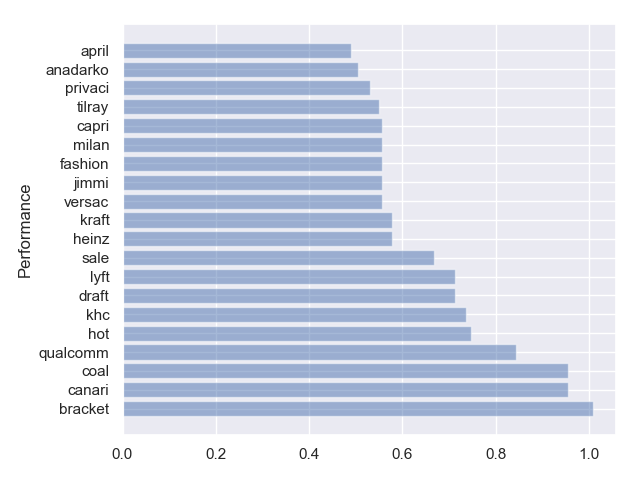 april
anadarko
privaci
tilray
capri
milan
fashion
jimmi
versac
kraft
heinz
sale
lyft
draft
khc
hot
qualcomm
coal
canari
bracket
Performance
0.0 0.2 0.4 0.6 0.8 1.0